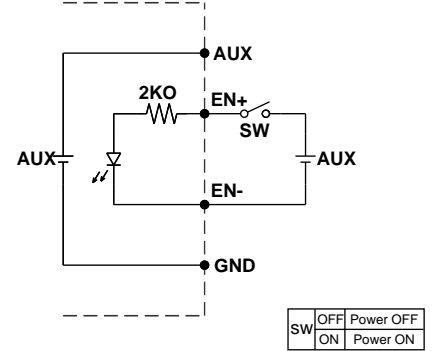 AUX
2KO
EN+
SW
AUX
AUX
EN-
GND
SW OFF Power OFF
ON Power ON